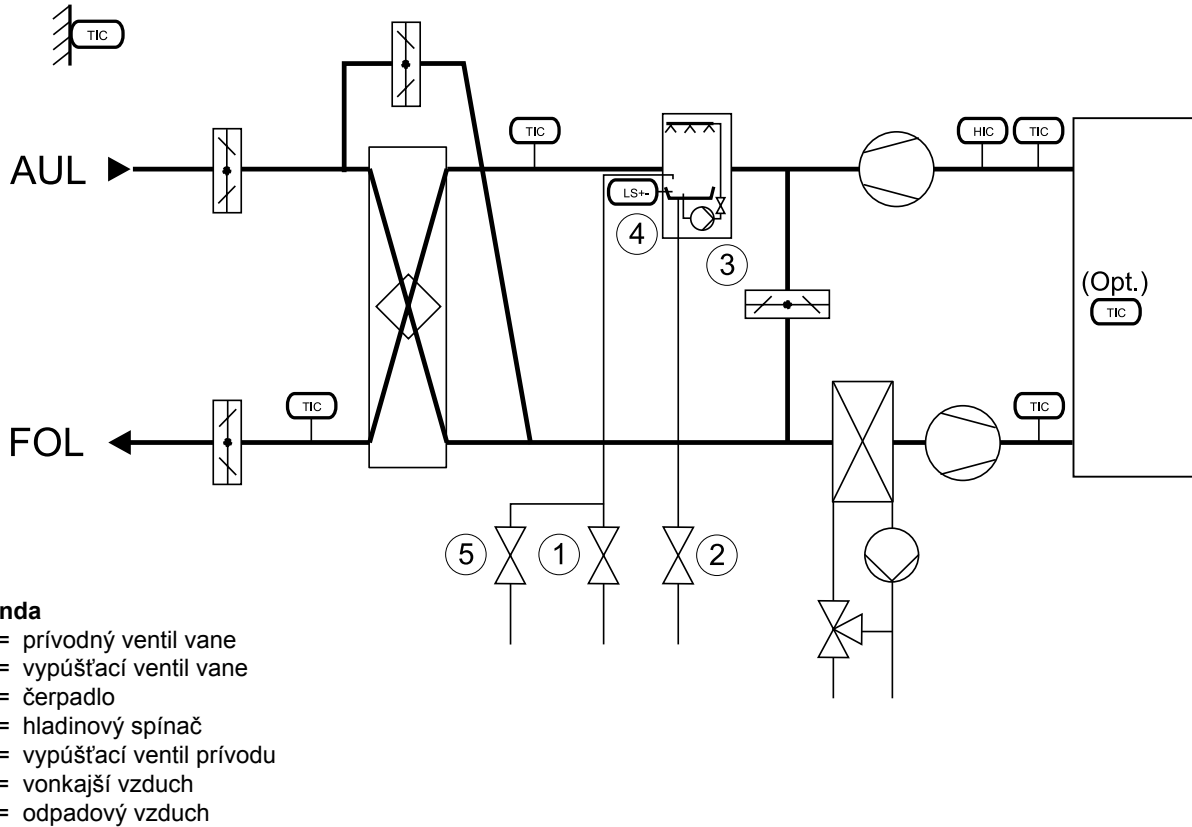 TIC
TIC
HIC
TIC
AUL
LS+-
4
3
(Opt.)
TIC
TIC
TIC
FOL
5
1
2
nda
= prívodný ventil vane
= vypúšťací ventil vane
= čerpadlo
= hladinový spínač
= vypúšťací ventil prívodu
= vonkajší vzduch
= odpadový vzduch